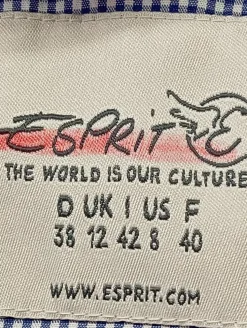 ESPRIT E
THE WORLD IS OUR CULTURE
D UK I US F
38 12 42 8 40
WWW.ESPRIT.COM